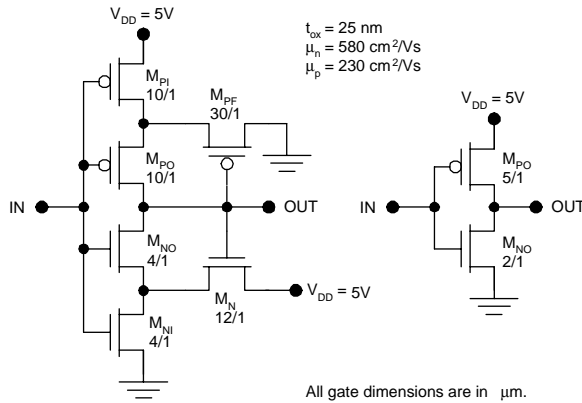 V_DD = 5V
t_ox = 25 nm
μ_n = 580 cm²/Vs
μ_p = 230 cm²/Vs
M_PI
10/1
M_PF
30/1
V_DD = 5V
M_PO
10/1
M_PO
5/1
IN
OUT
IN
OUT
M_NO
4/1
M_NO
2/1
V_DD = 5V
M_N
12/1
M_NI
4/1
All gate dimensions are in μm.